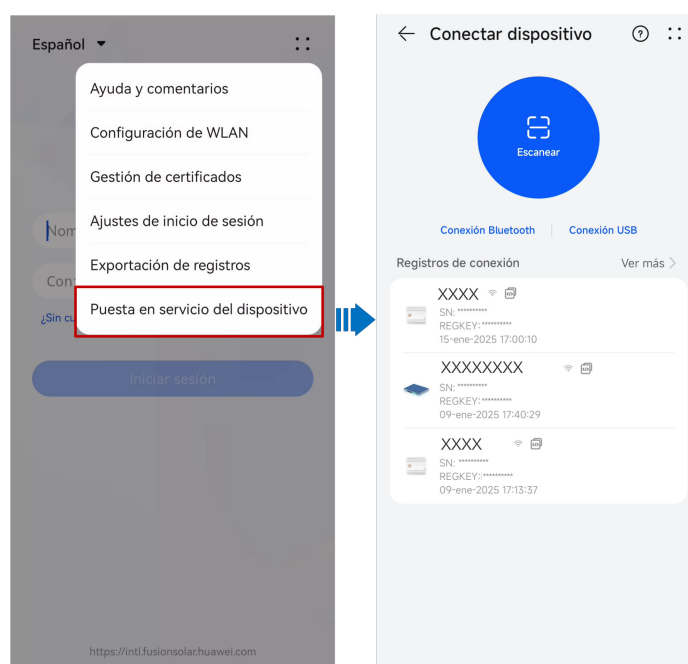 Español
Ayuda y comentarios
Configuración de WLAN
Gestión de certificados
Ajustes de inicio de sesión
Nom
Exportación de registros
Con
Puesta en servicio del dispositivo
¿Sin cu
Iniciar sesión
https://intl.fusionsolar.huawei.com
Conectar dispositivo
Escanear
Conexión Bluetooth
Conexión USB
Registros de conexión
Ver más
XXXX
SN: **********
REGKEY: **********
15-ene-2025 17:00:10
XXXXXXXX
SN: **********
REGKEY: **********
09-ene-2025 17:40:29
XXXX
SN: **********
REGKEY: **********
09-ene-2025 17:13:37